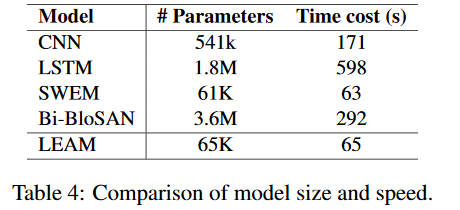 Model # Parameters Time cost (s)
CNN 541k 171
LSTM 1.8M 598
SWEM 61K 63
Bi-BloSAN 3.6M 292
LEAM 65K 65
Table 4: Comparison of model size and speed.